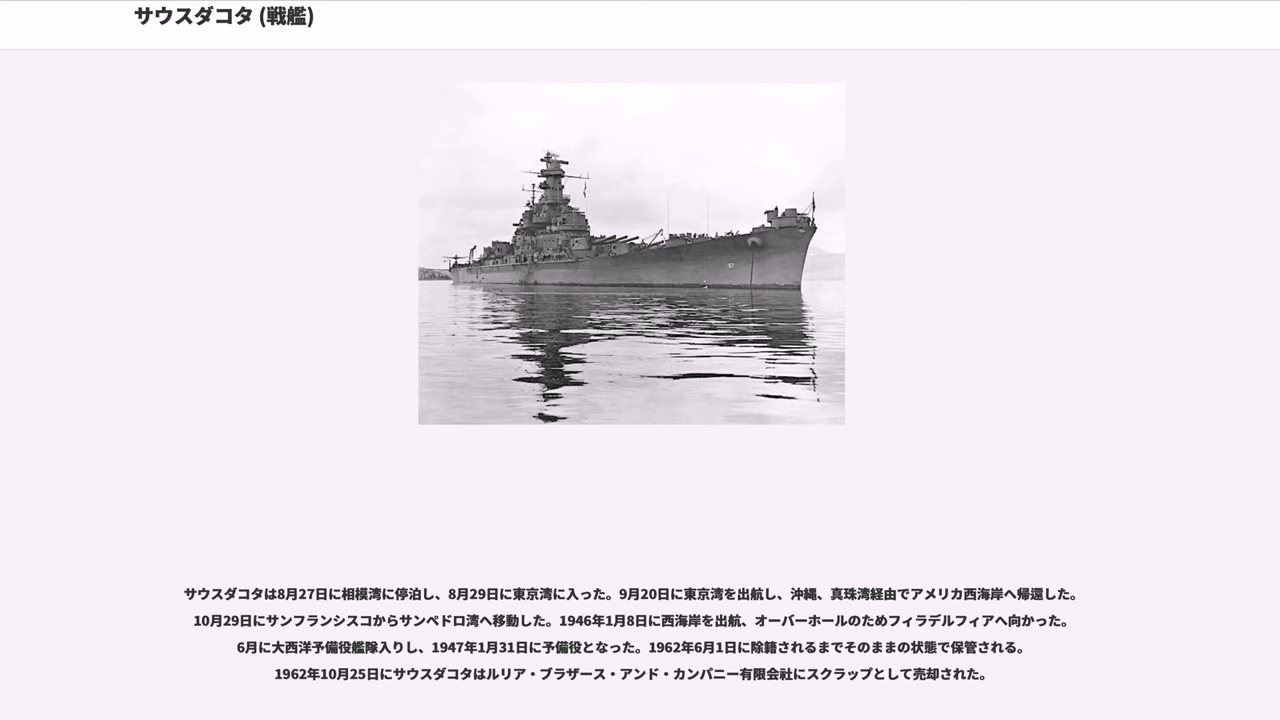 サウスダコタ (戦艦)
57
サウスダコタは8月27日に相模湾に停泊し、8月29日に東京湾に入った。9月20日に東京湾を出航し、沖縄、真珠湾経由でアメリカ西海岸へ帰還した。
10月29日にサンフランシスコからサンペドロ湾へ移動した。1946年1月8日に西海岸を出航、オーバーホールのためフィラデルフィアへ向かった。
6月に大西洋予備役艦隊入りし、1947年1月31日に予備役となった。1962年6月1日に除籍されるまでそのままの状態で保管される。
1962年10月25日にサウスダコタはルリア・ブラザース・アンド・カンパニー有限会社にスクラップとして売却された。